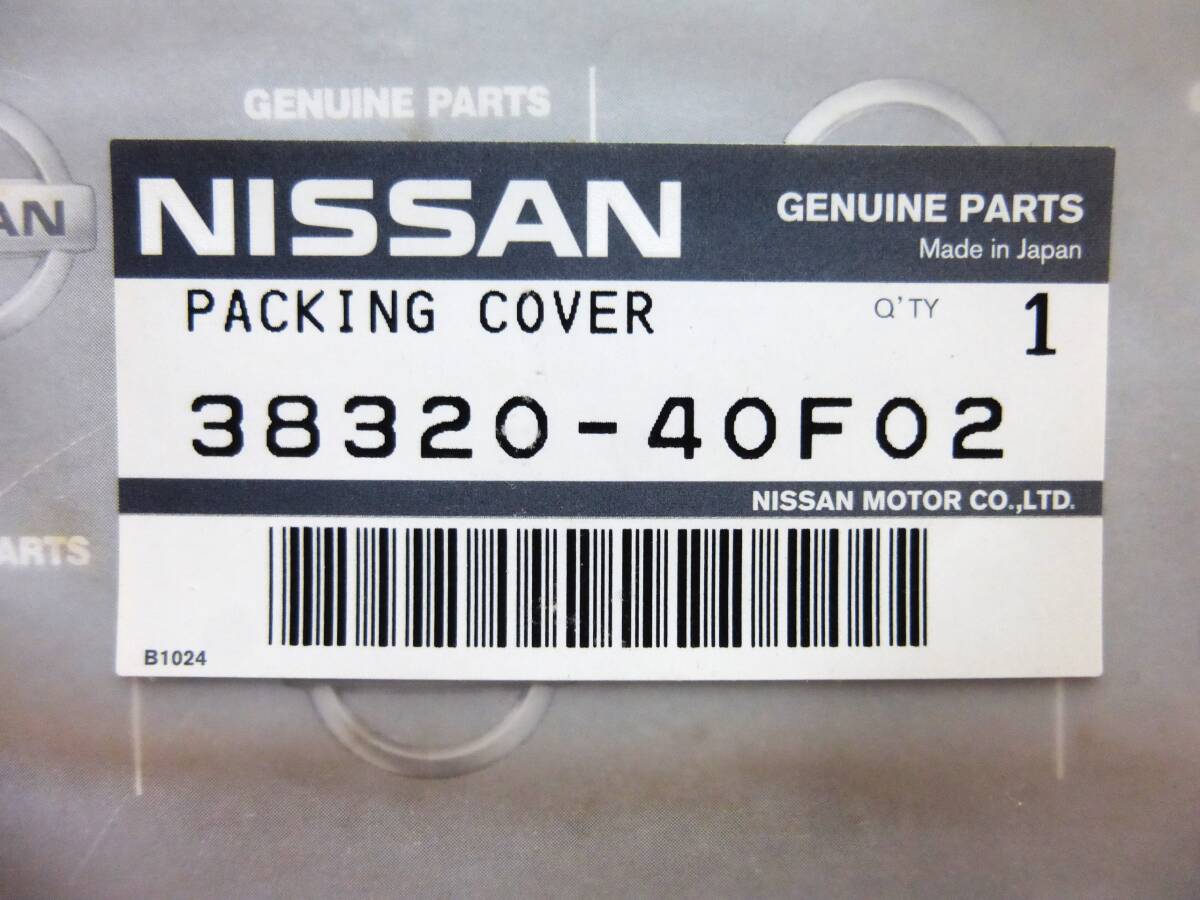 GENUINE PARTS
AN
NISSAN
GENUINE PARTS
Made in Japan
PACKING COVER
Q'TY 1
38320-40F02
NISSAN MOTOR CO.,LTD.
ARTS
B1024